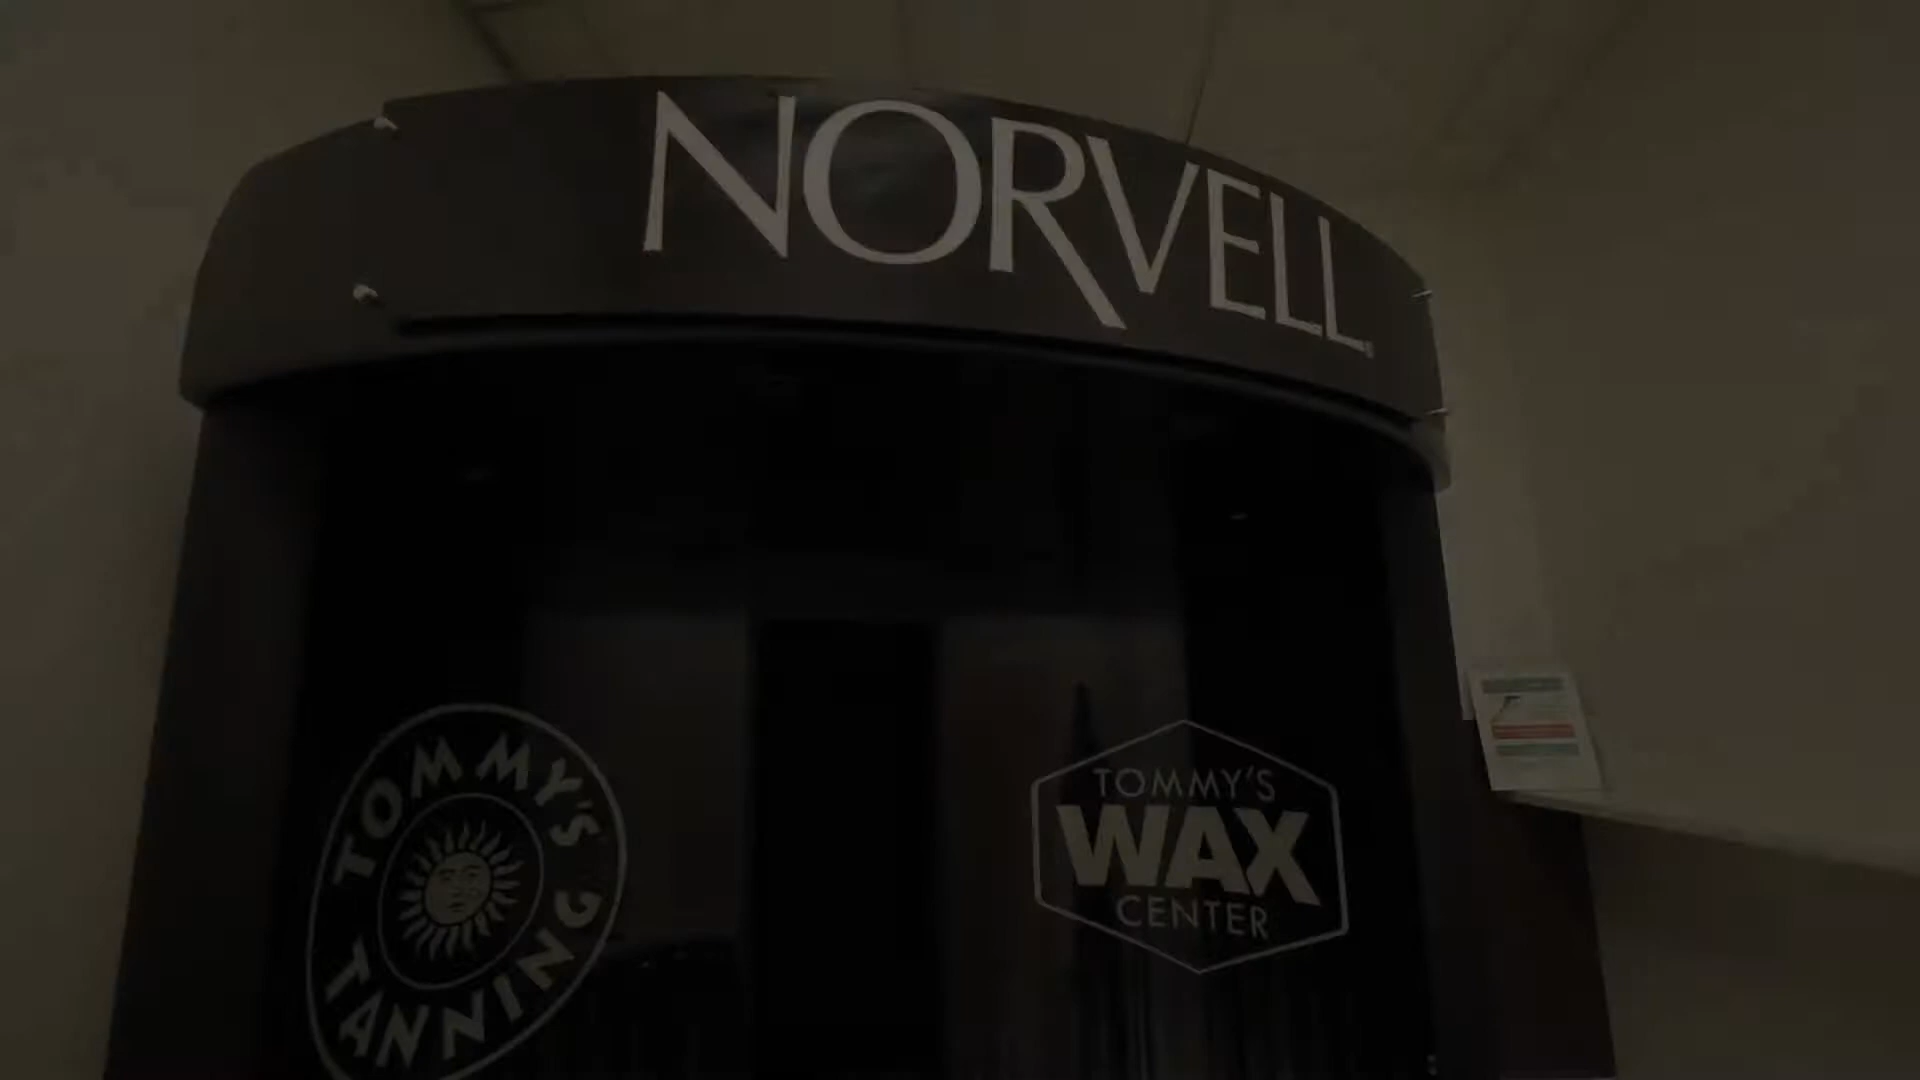 NORVELL
TOMMY'S
TANNING
TOMMY'S
WAX
CENTER